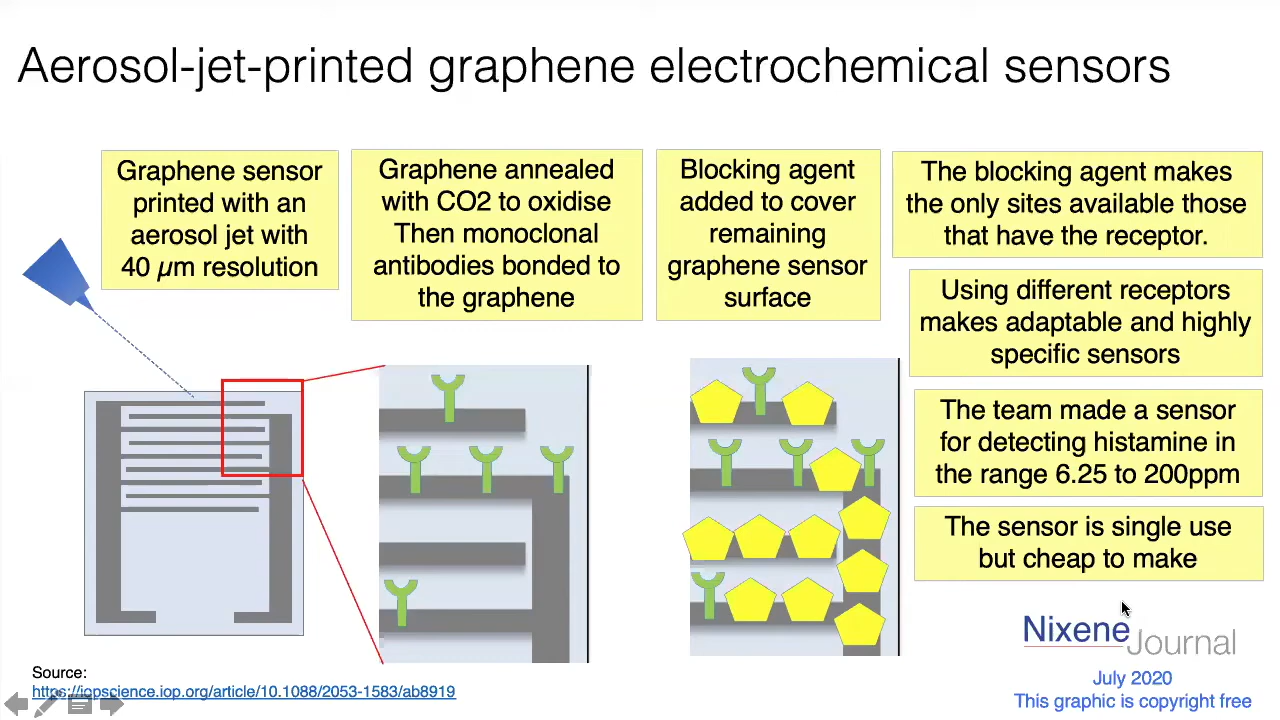 Aerosol-jet-printed graphene electrochemical sensors
Graphene sensor
printed with an
aerosol jet with
40 µm resolution
Graphene annealed
with CO2 to oxidise
Then monoclonal
antibodies bonded to
the graphene
Blocking agent
added to cover
remaining
graphene sensor
surface
The blocking agent makes
the only sites available those
that have the receptor.
Using different receptors
makes adaptable and highly
specific sensors
The team made a sensor
for detecting histamine in
the range 6.25 to 200ppm
The sensor is single use
but cheap to make
Source:
https://iopscience.iop.org/article/10.1088/2053-1583/ab8919
Nixene Journal
July 2020
This graphic is copyright free